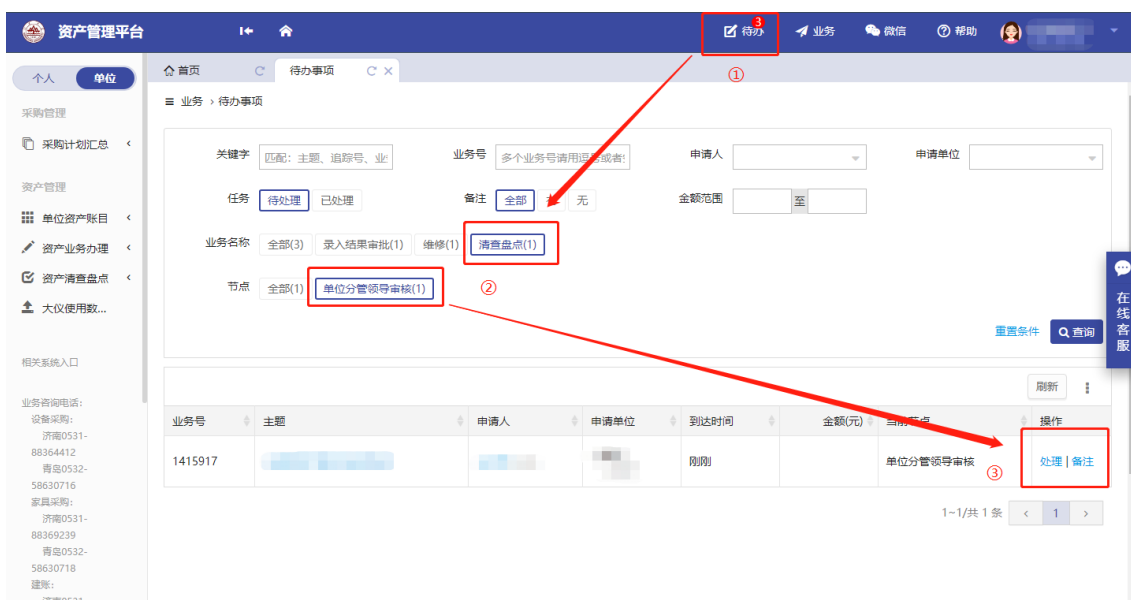 资产管理平台
③
待办
3
业务
微信
帮助
个人
单位
首页
待办事项
①
业务 › 待办事项
采购管理
采购计划汇总
资产管理
单位资产账目
资产业务办理
资产清查盘点
大仪使用数...
相关系统入口
业务咨询电话:
设备采购:
济南0531-
88364412
青岛0532-
58630716
家具采购:
济南0531-
88369239
青岛0532-
58630718
建账:
关键字
匹配: 主题、追踪号、业
业务号
多个业务号请用逗号或者
申请人
申请单位
任务
待处理
已处理
备注
全部
无
金额范围
至
业务名称
全部(3)
录入结果审批(1)
维修(1)
清查盘点(1)
节点
全部(1)
单位分管领导审核(1)
②
重置条件
查询
在线客服
刷新
业务号
主题
申请人
申请单位
到达时间
金额(元)
当前节点
操作
1415917
刚刚
单位分管领导审核
③
处理 | 备注
1~1/共 1 条
‹ 1 ›